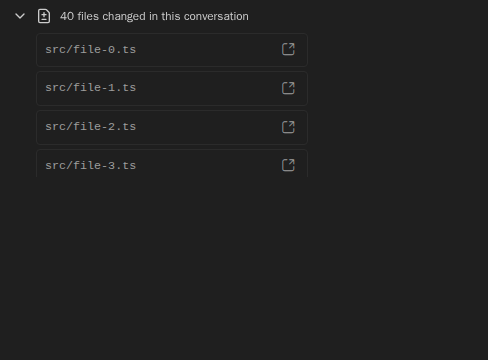 40 files changed in this conversation
src/file-0.ts
src/file-1.ts
src/file-2.ts
src/file-3.ts